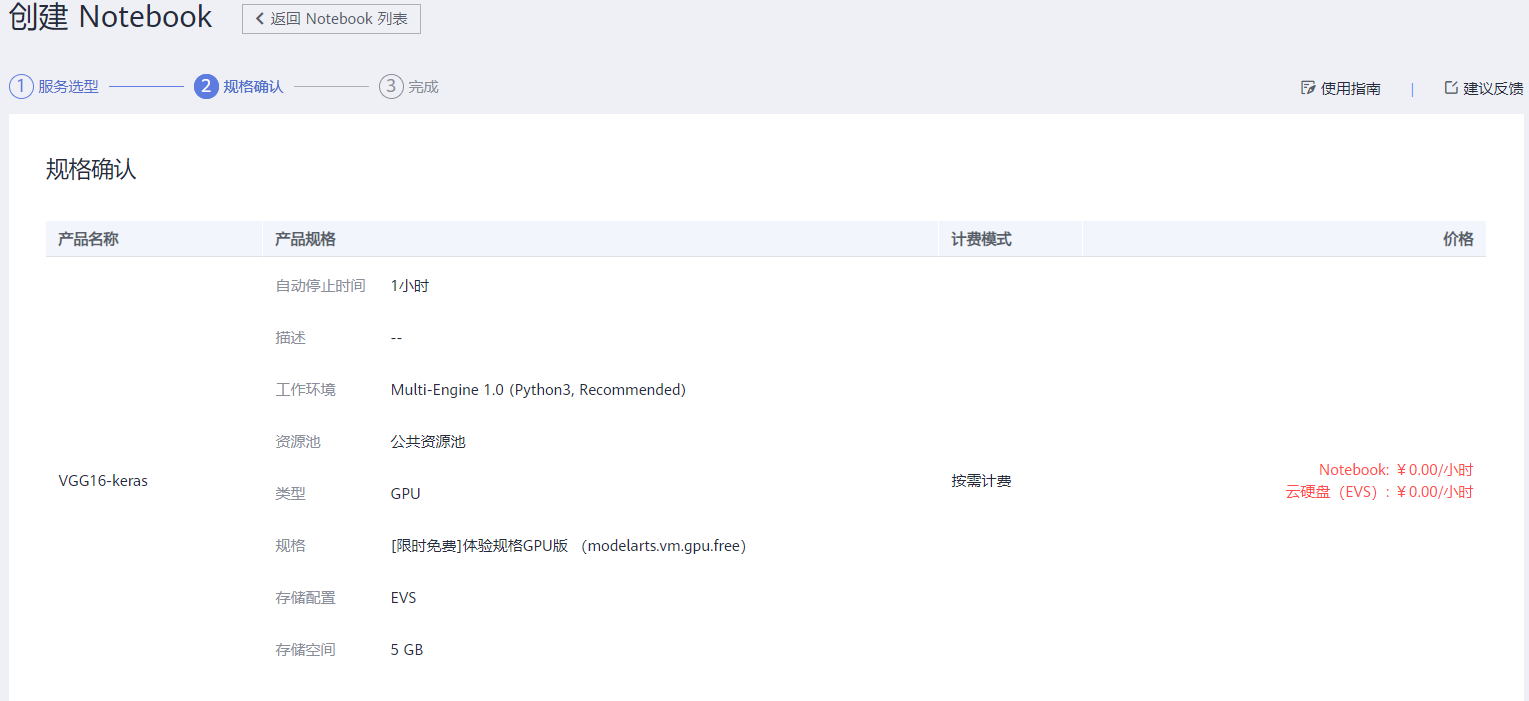 创建 Notebook
返回 Notebook 列表
1 服务选型 2 规格确认 3 完成
使用指南 | 建议反馈
规格确认
产品名称 产品规格 计费模式 价格
自动停止时间 1小时
描述 --
工作环境 Multi-Engine 1.0 (Python3, Recommended)
资源池 公共资源池
VGG16-keras
类型 GPU
按需计费
Notebook: ¥0.00/小时
云硬盘（EVS）: ¥0.00/小时
规格 [限时免费]体验规格GPU版 （modelarts.vm.gpu.free）
存储配置 EVS
存储空间 5 GB